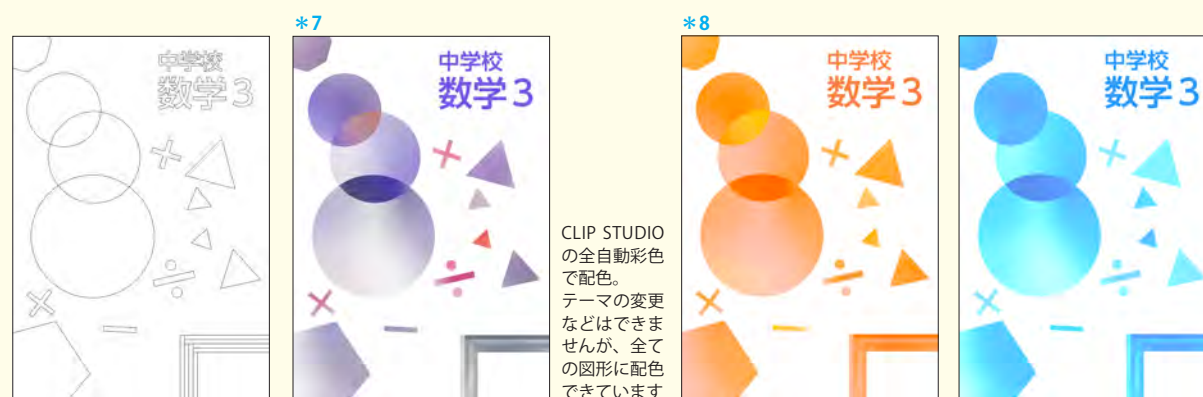 ＊7
＊8
中学校
数学3
中学校
数学3
CLIP STUDIO
の全自動彩色
で配色。
テーマの変更
などはできま
せんが、全て
の図形に配色
できています
中学校
数学3
中学校
数学3